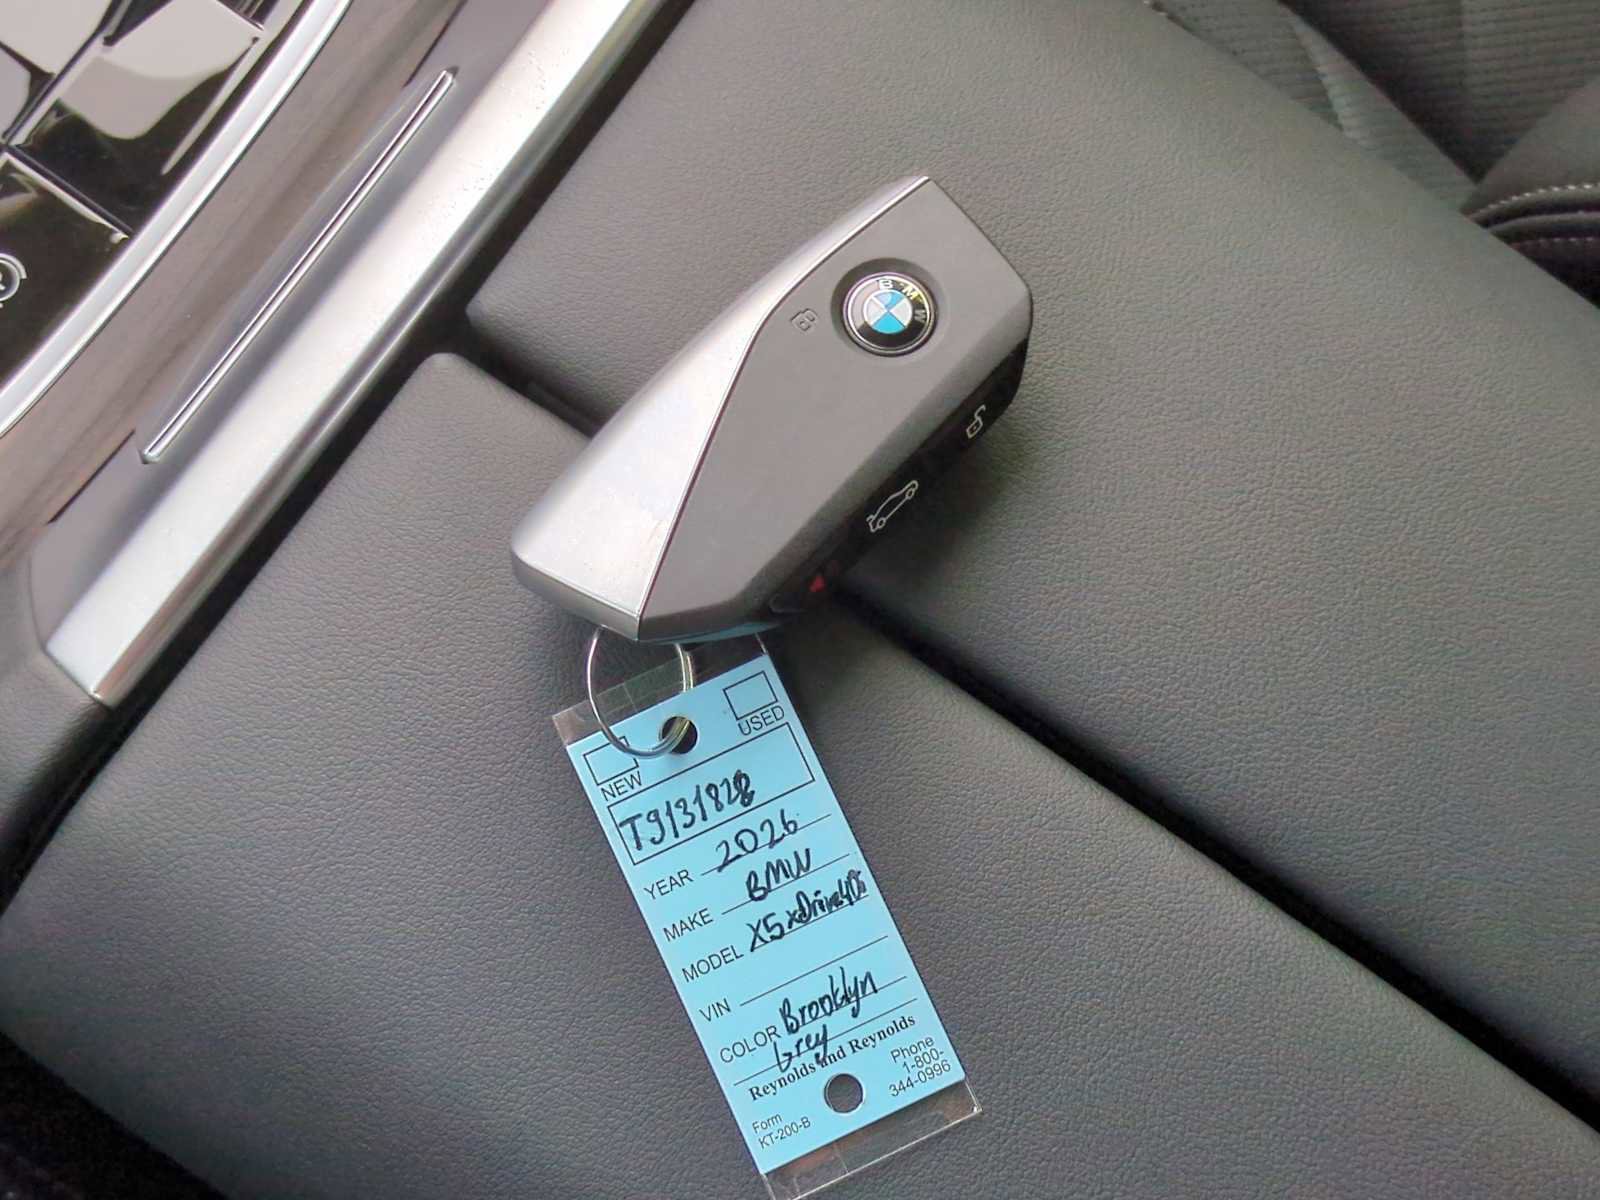 BMW
USED
NEW
T9131828
YEAR 2026
MAKE BMW
MODEL X5 xDrive40i
VIN
COLOR Brooklyn
Grey
Reynolds and Reynolds
Phone
1-800-
344-0996
Form
KT-200-B